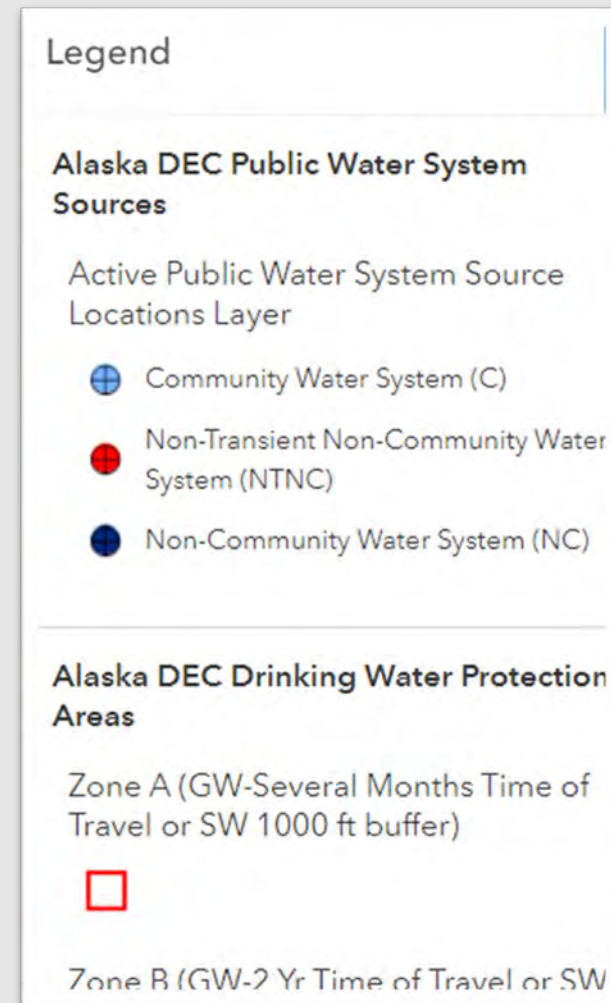 Legend
Alaska DEC Public Water System
Sources
Active Public Water System Source
Locations Layer
Community Water System (C)
Non-Transient Non-Community Water
System (NTNC)
Non-Community Water System (NC)
Alaska DEC Drinking Water Protection
Areas
Zone A (GW-Several Months Time of
Travel or SW 1000 ft buffer)
Zone B (GW-2 Yr Time of Travel or SW